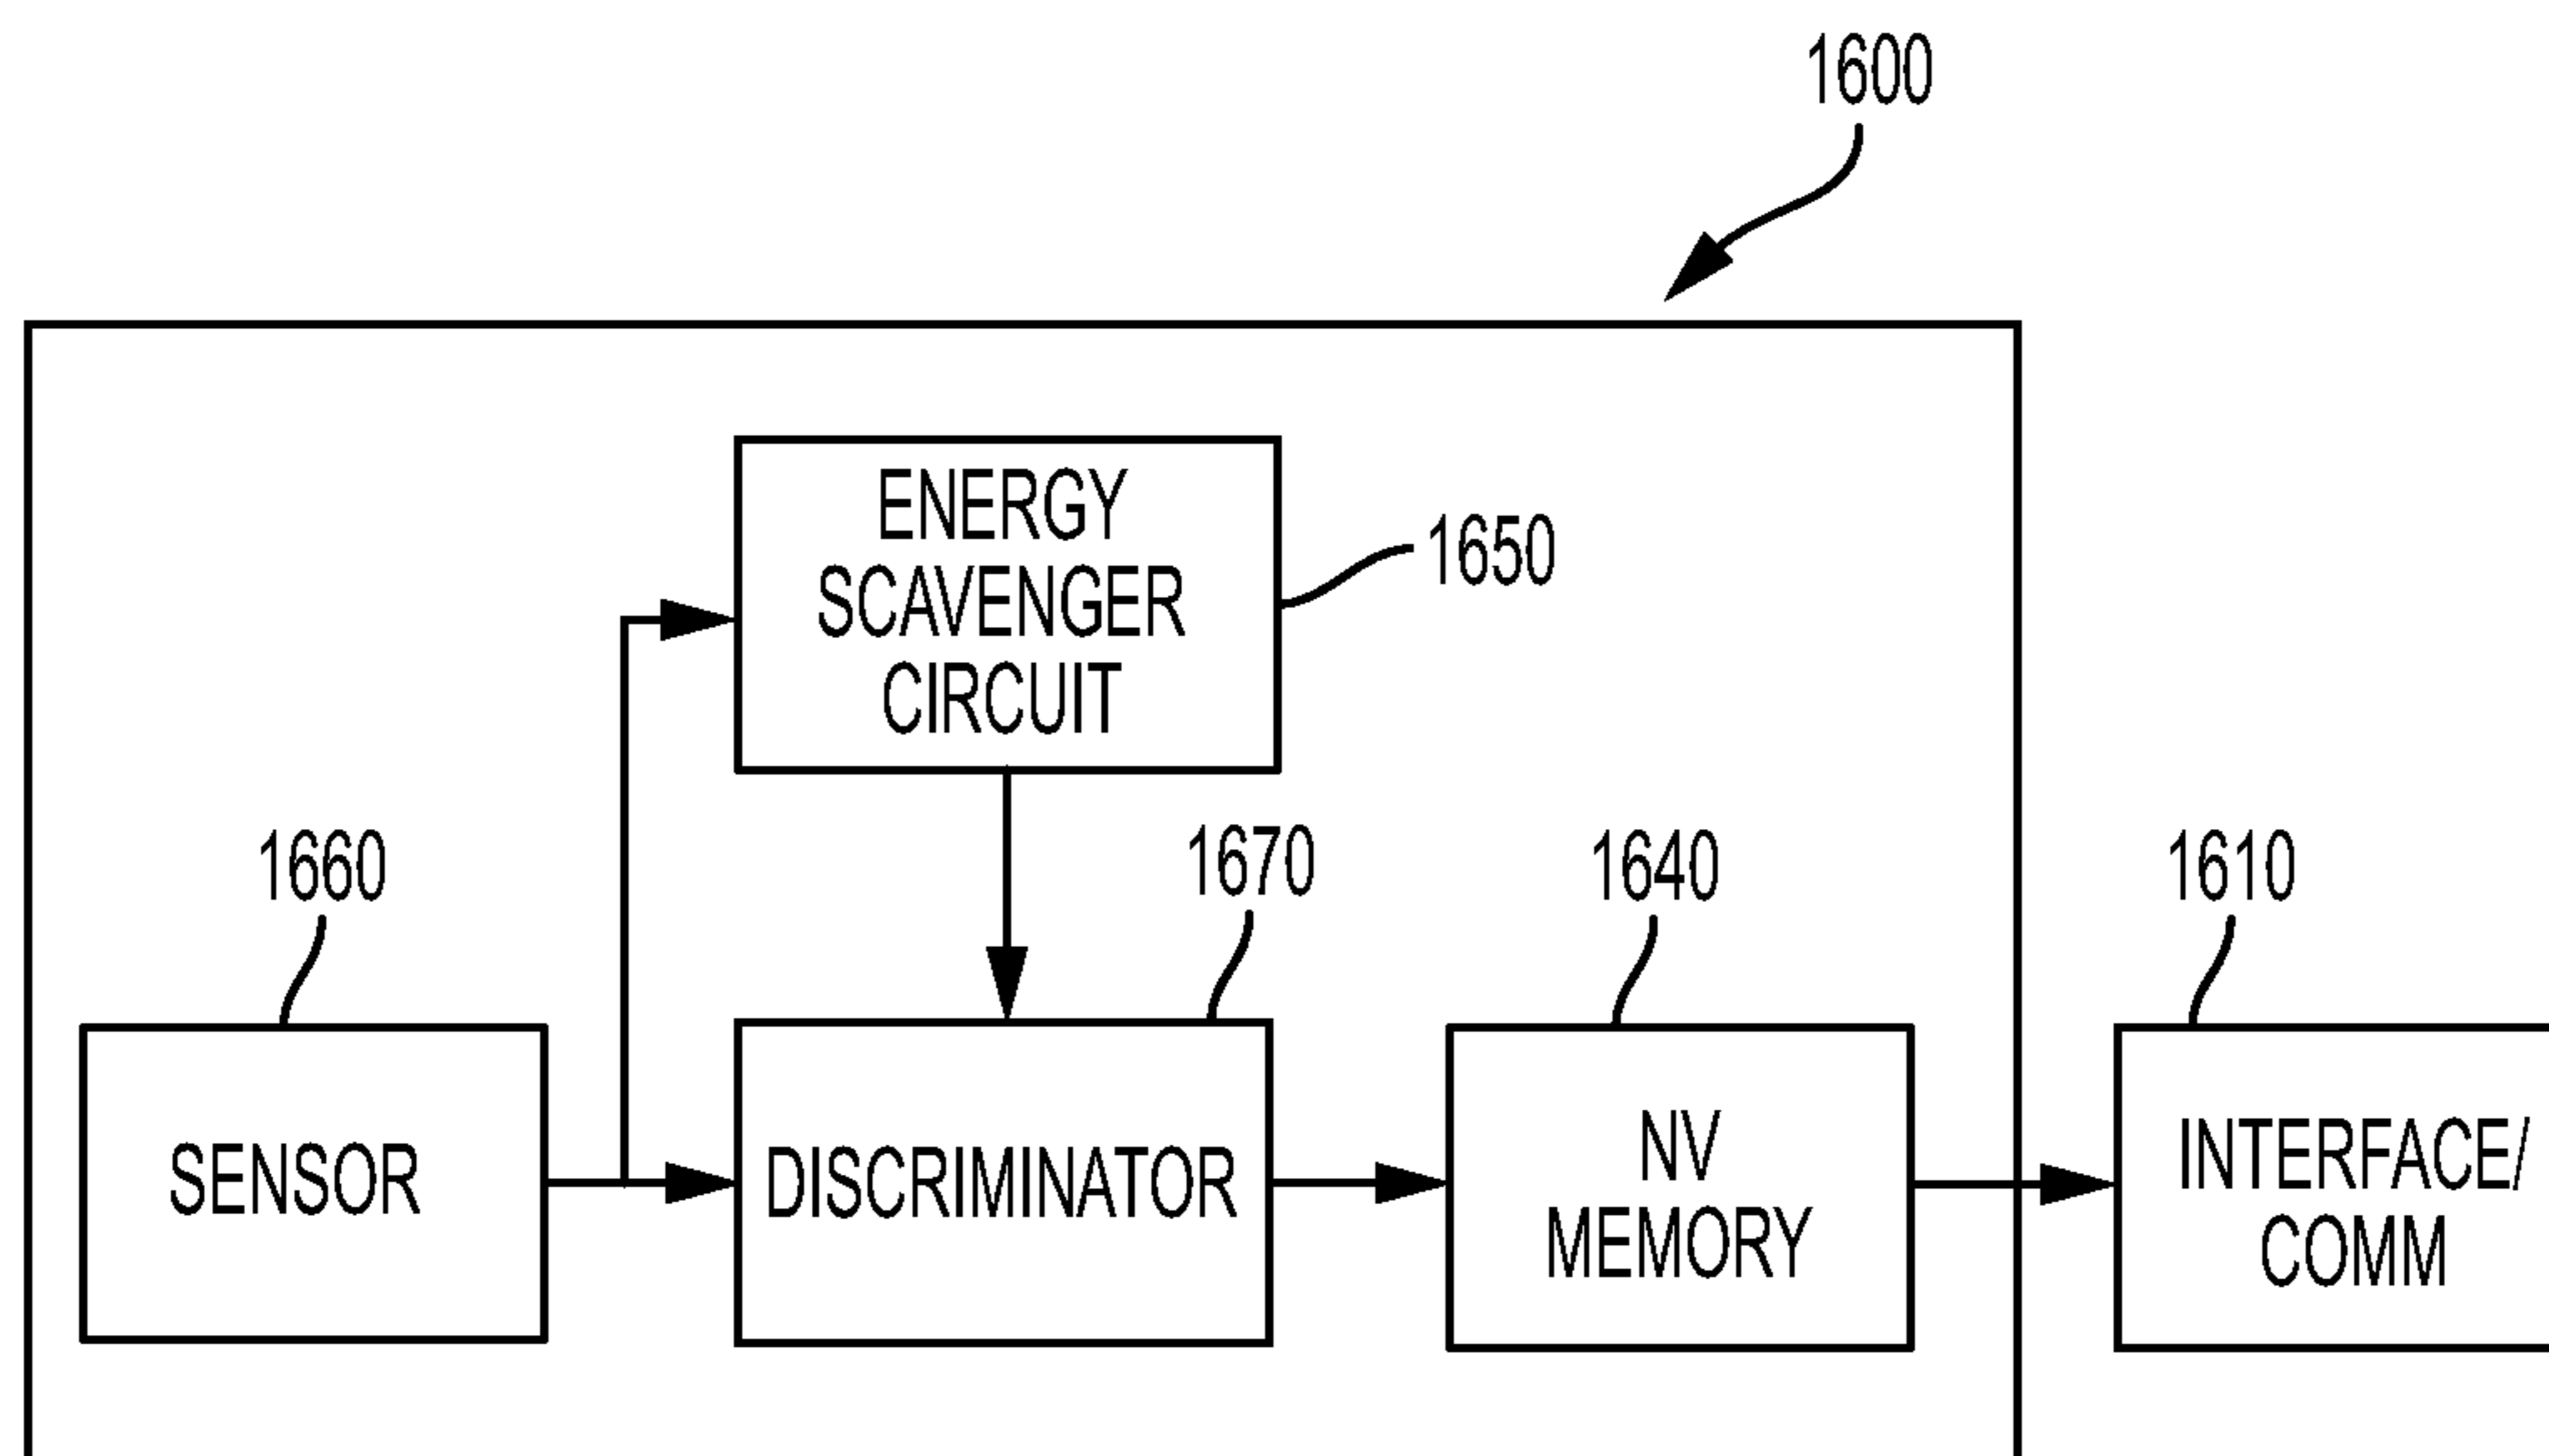 1600
ENERGY
SCAVENGER
CIRCUIT
1650
1660
1670
1640
1610
SENSOR
DISCRIMINATOR
NV
MEMORY
INTERFACE/
COMM